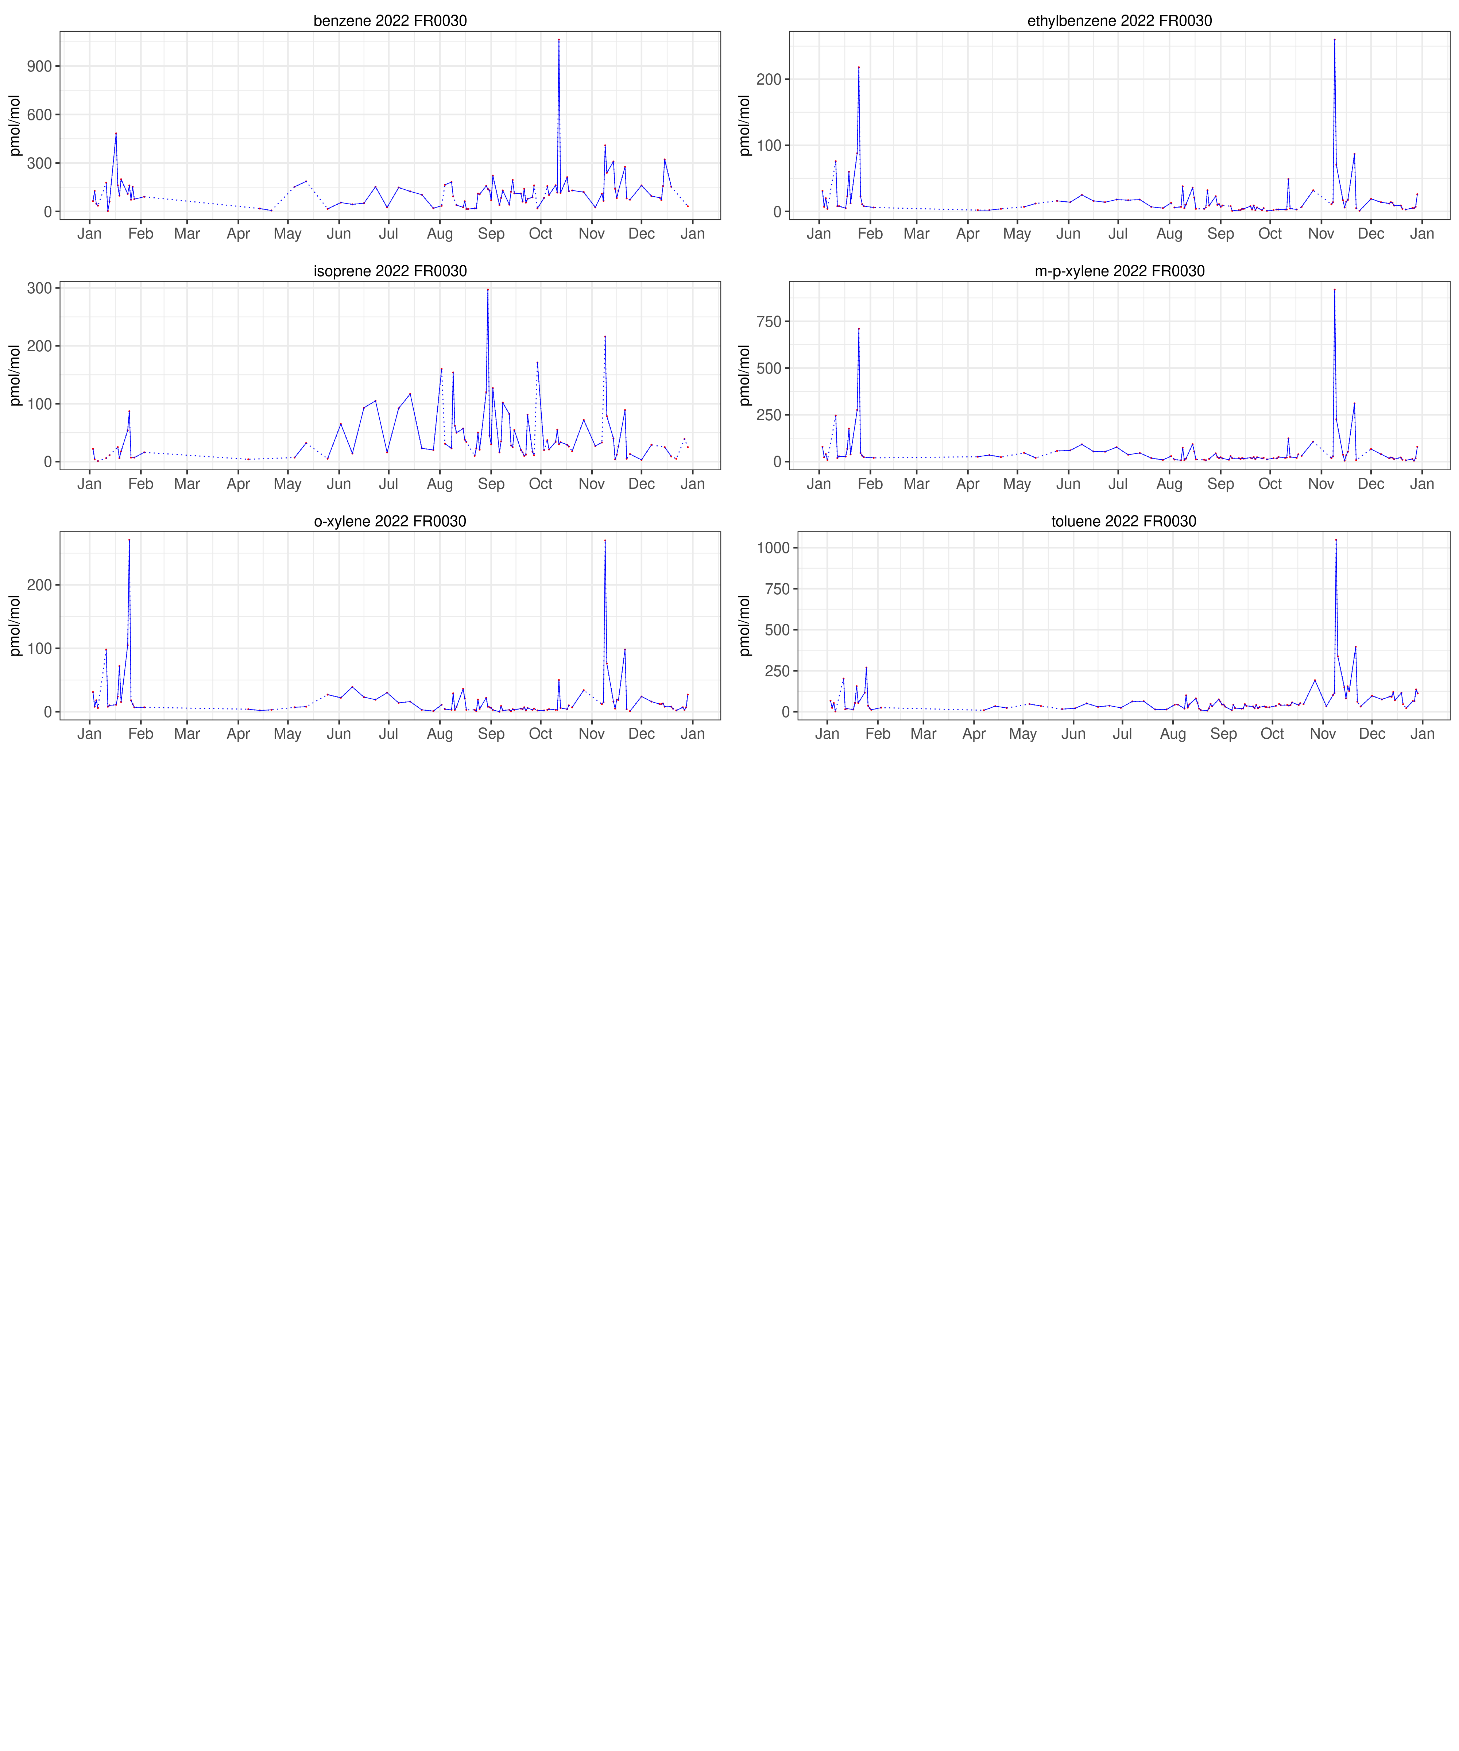 benzene 2022 FR0030
pmol/mol
900
600
300
0
Jan Feb Mar Apr May Jun Jul Aug Sep Oct Nov Dec Jan
ethylbenzene 2022 FR0030
pmol/mol
200
100
0
Jan Feb Mar Apr May Jun Jul Aug Sep Oct Nov Dec Jan
isoprene 2022 FR0030
pmol/mol
300
200
100
0
Jan Feb Mar Apr May Jun Jul Aug Sep Oct Nov Dec Jan
m-p-xylene 2022 FR0030
pmol/mol
750
500
250
0
Jan Feb Mar Apr May Jun Jul Aug Sep Oct Nov Dec Jan
o-xylene 2022 FR0030
pmol/mol
200
100
0
Jan Feb Mar Apr May Jun Jul Aug Sep Oct Nov Dec Jan
toluene 2022 FR0030
pmol/mol
1000
750
500
250
0
Jan Feb Mar Apr May Jun Jul Aug Sep Oct Nov Dec Jan